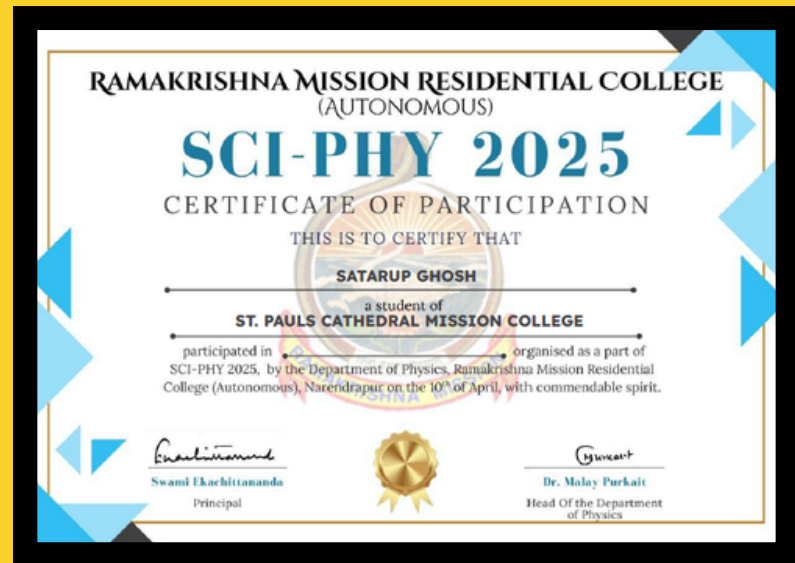 RAMAKRISHNA MISSION RESIDENTIAL COLLEGE
(AUTONOMOUS)
SCI-PHY 2025
CERTIFICATE OF PARTICIPATION
THIS IS TO CERTIFY THAT
SATARUP GHOSH
a student of
ST. PAULS CATHEDRAL MISSION COLLEGE
participated in organised as a part of
SCI-PHY 2025, by the Department of Physics, Ramakrishna Mission Residential
College (Autonomous), Narendrapur on the 10th of April, with commendable spirit.
RAMAKRISHNA MISSION
Swami Ekachittananda
Principal
Dr. Malay Purkait
Head Of the Department
of Physics